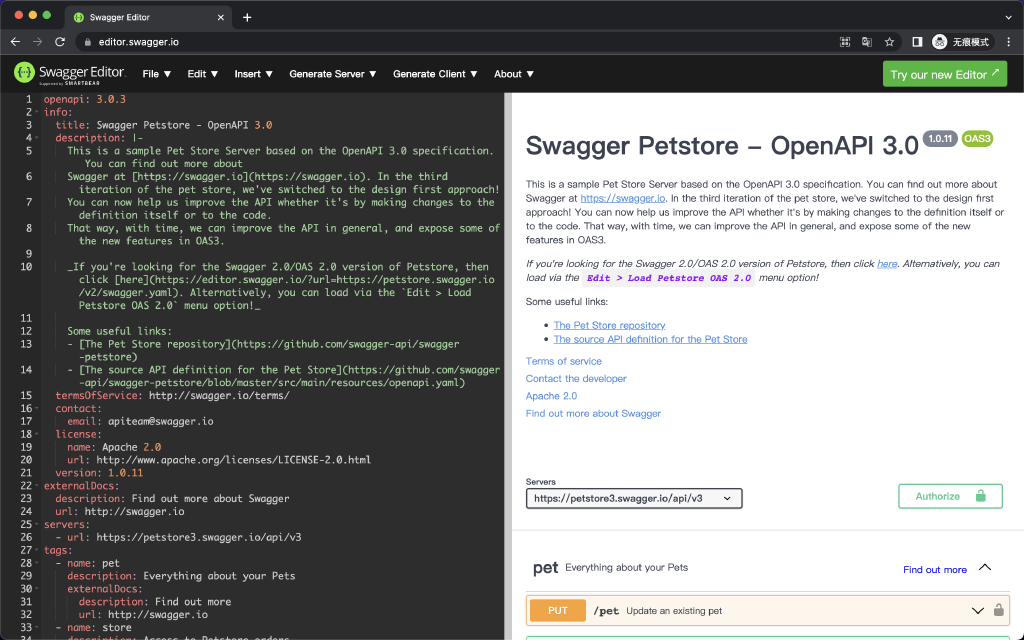 Swagger Editor
editor.swagger.io
无痕模式
Swagger Editor.
Supported by SMARTBEAR
File ▼ Edit ▼ Insert ▼ Generate Server ▼ Generate Client ▼ About ▼
Try our new Editor ↗
1 openapi: 3.0.3
2 info:
3 title: Swagger Petstore - OpenAPI 3.0
4 description: |-
5 This is a sample Pet Store Server based on the OpenAPI 3.0 specification.
You can find out more about
6 Swagger at [https://swagger.io](https://swagger.io). In the third
iteration of the pet store, we've switched to the design first approach!
7 You can now help us improve the API whether it's by making changes to the
definition itself or to the code.
8 That way, with time, we can improve the API in general, and expose some of
the new features in OAS3.
9
10 _If you're looking for the Swagger 2.0/OAS 2.0 version of Petstore, then
click [here](https://editor.swagger.io/?url=https://petstore.swagger.io
/v2/swagger.yaml). Alternatively, you can load via the `Edit > Load
Petstore OAS 2.0` menu option!_
11
12 Some useful links:
13 - [The Pet Store repository](https://github.com/swagger-api/swagger
-petstore)
14 - [The source API definition for the Pet Store](https://github.com/swagger
-api/swagger-petstore/blob/master/src/main/resources/openapi.yaml)
15 termsOfService: http://swagger.io/terms/
16 contact:
17 email: apiteam@swagger.io
18 license:
19 name: Apache 2.0
20 url: http://www.apache.org/licenses/LICENSE-2.0.html
21 version: 1.0.11
22 externalDocs:
23 description: Find out more about Swagger
24 url: http://swagger.io
25 servers:
26 - url: https://petstore3.swagger.io/api/v3
27 tags:
28 - name: pet
29 description: Everything about your Pets
30 externalDocs:
31 description: Find out more
32 url: http://swagger.io
33 - name: store
34 description: Access to Petstore orders
Swagger Petstore – OpenAPI 3.0 1.0.11 OAS3
This is a sample Pet Store Server based on the OpenAPI 3.0 specification. You can find out more about
Swagger at https://swagger.io. In the third iteration of the pet store, we've switched to the design first
approach! You can now help us improve the API whether it's by making changes to the definition itself or
to the code. That way, with time, we can improve the API in general, and expose some of the new
features in OAS3.
If you're looking for the Swagger 2.0/OAS 2.0 version of Petstore, then click here. Alternatively, you can
load via the Edit > Load Petstore OAS 2.0 menu option!
Some useful links:
• The Pet Store repository
• The source API definition for the Pet Store
Terms of service
Contact the developer
Apache 2.0
Find out more about Swagger
Servers
https://petstore3.swagger.io/api/v3
Authorize
pet Everything about your Pets
Find out more
PUT /pet Update an existing pet